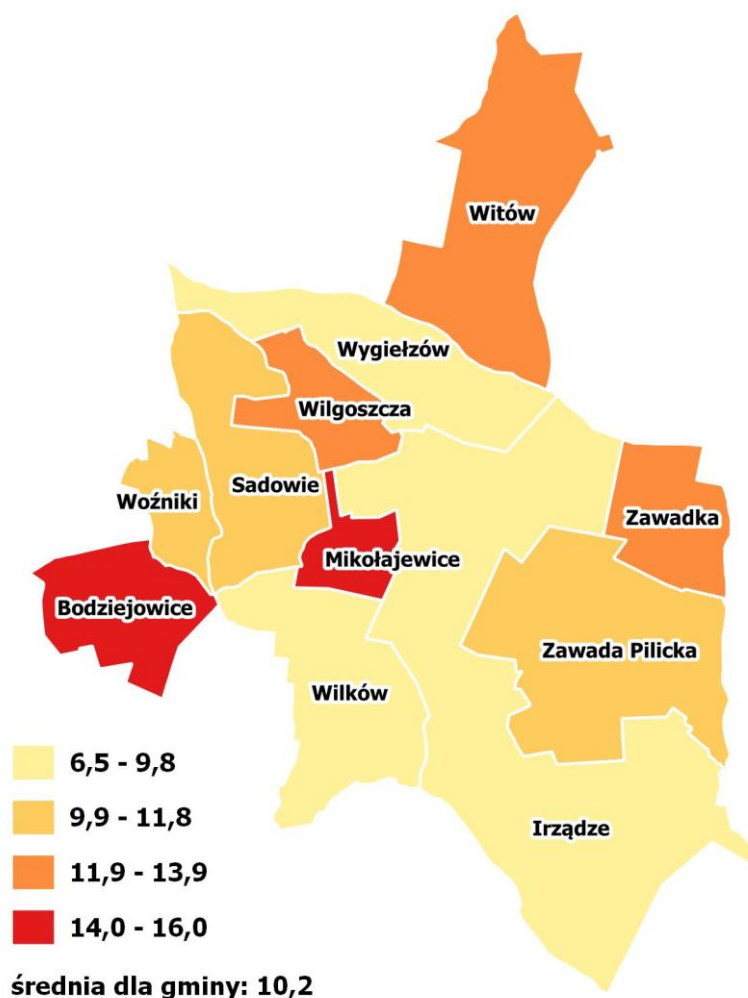 Witów
Wygiełzów
Wilgoszcza
Woźniki
Sadowie
Zawadka
Mikołajewice
Bodziejowice
Zawada Pilicka
Wilków
Irządze
6,5 - 9,8
9,9 - 11,8
11,9 - 13,9
14,0 - 16,0
średnia dla gminy: 10,2